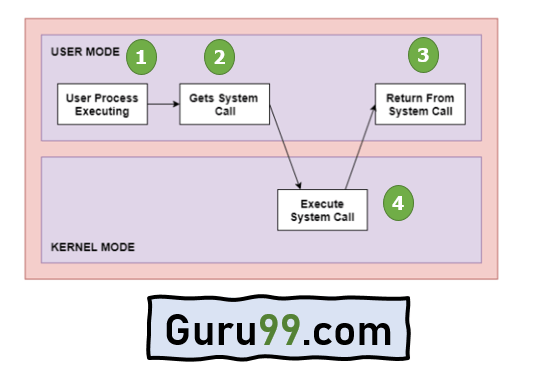 USER MODE
1
2
3
User Process
Executing
Gets System
Call
Return From
System Call
Execute
System Call
4
KERNEL MODE
Guru99.com